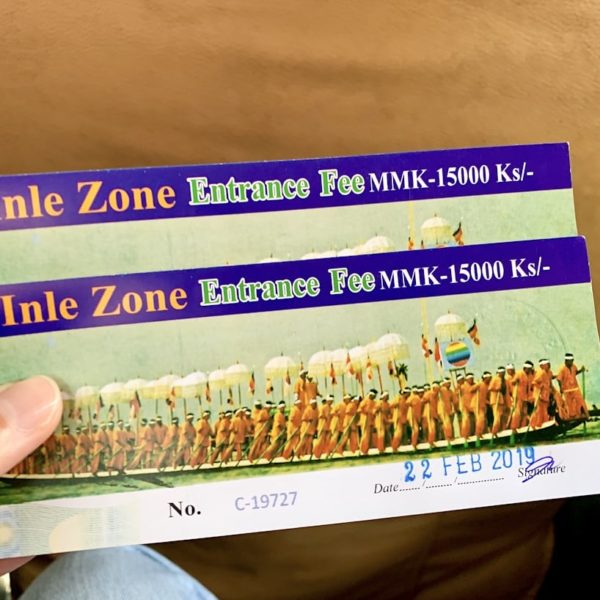 Inle Zone Entrance Fee MMK-15000 Ks/-
Inle Zone Entrance Fee MMK-15000 Ks/-
No. C-19727 Date....../......../............... 22 FEB 2019 Signature